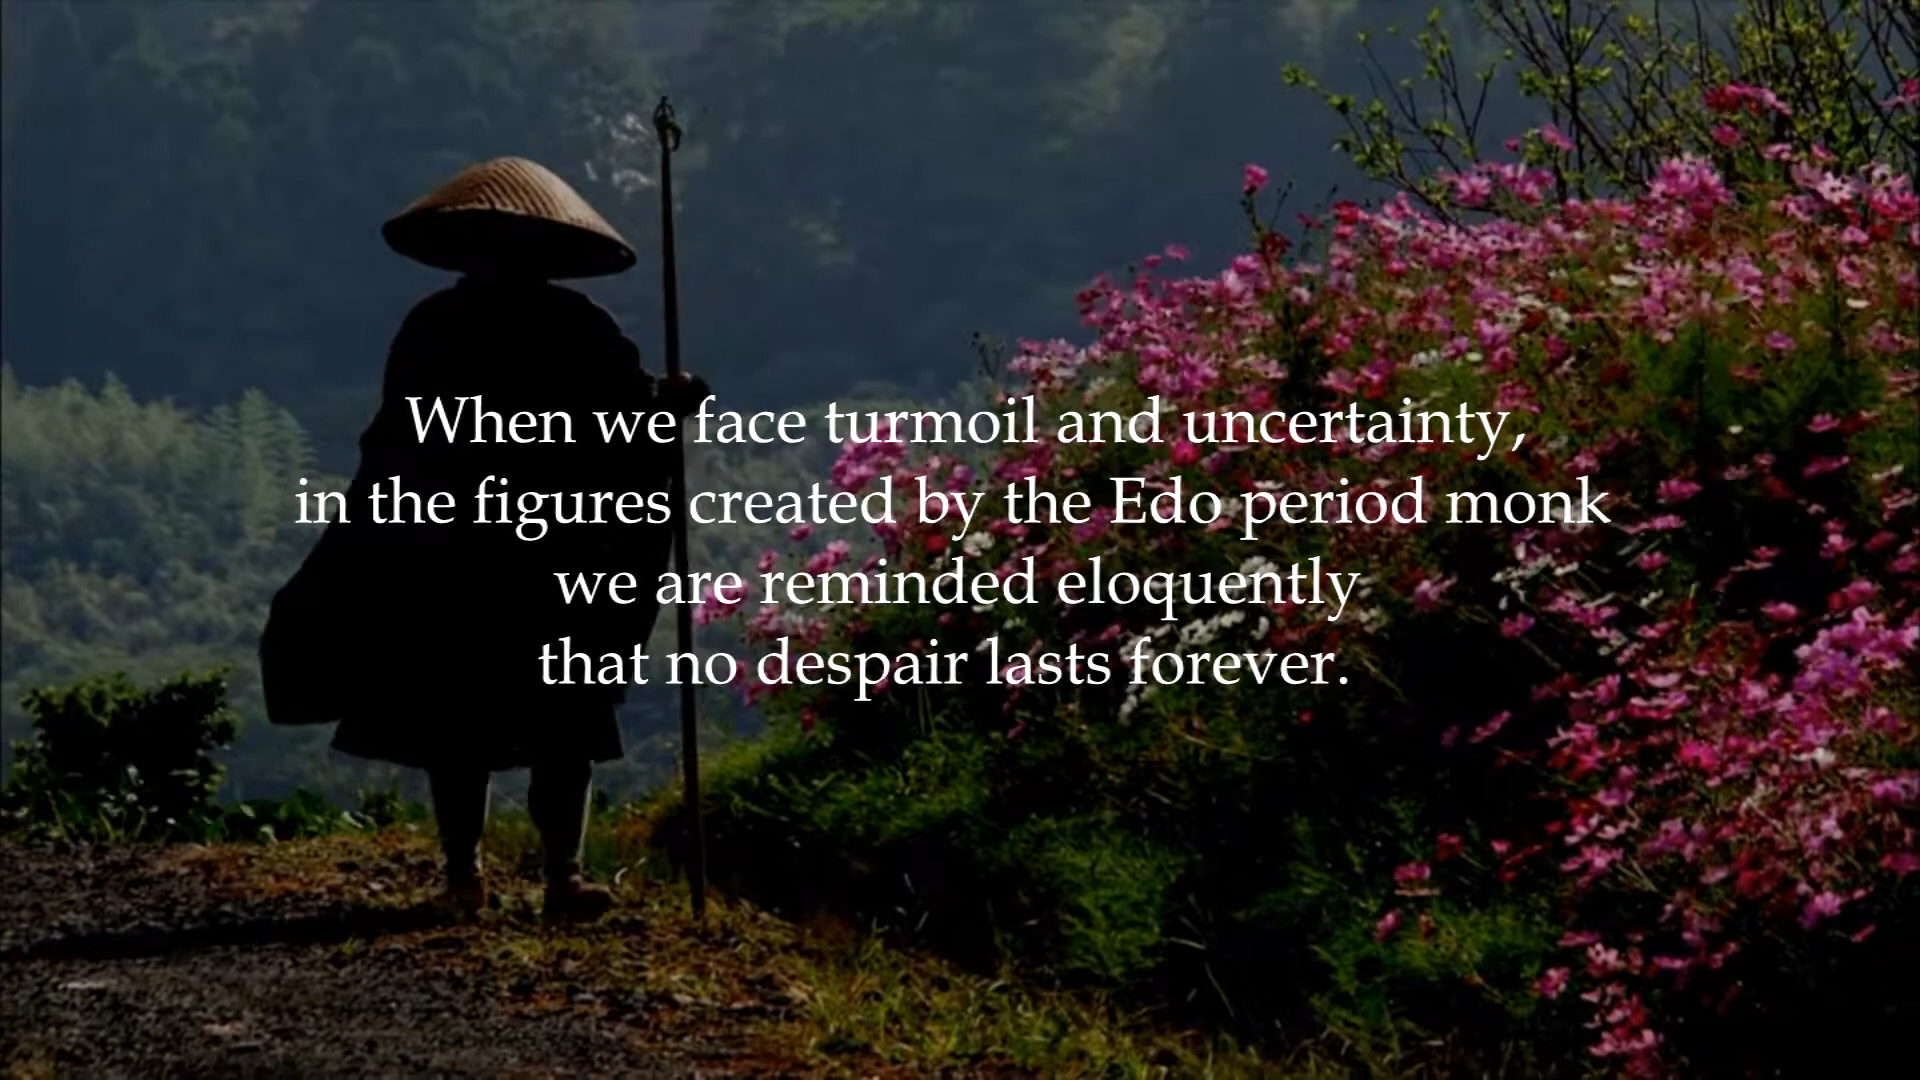 When we face turmoil and uncertainty,
in the figures created by the Edo period monk
we are reminded eloquently
that no despair lasts forever.